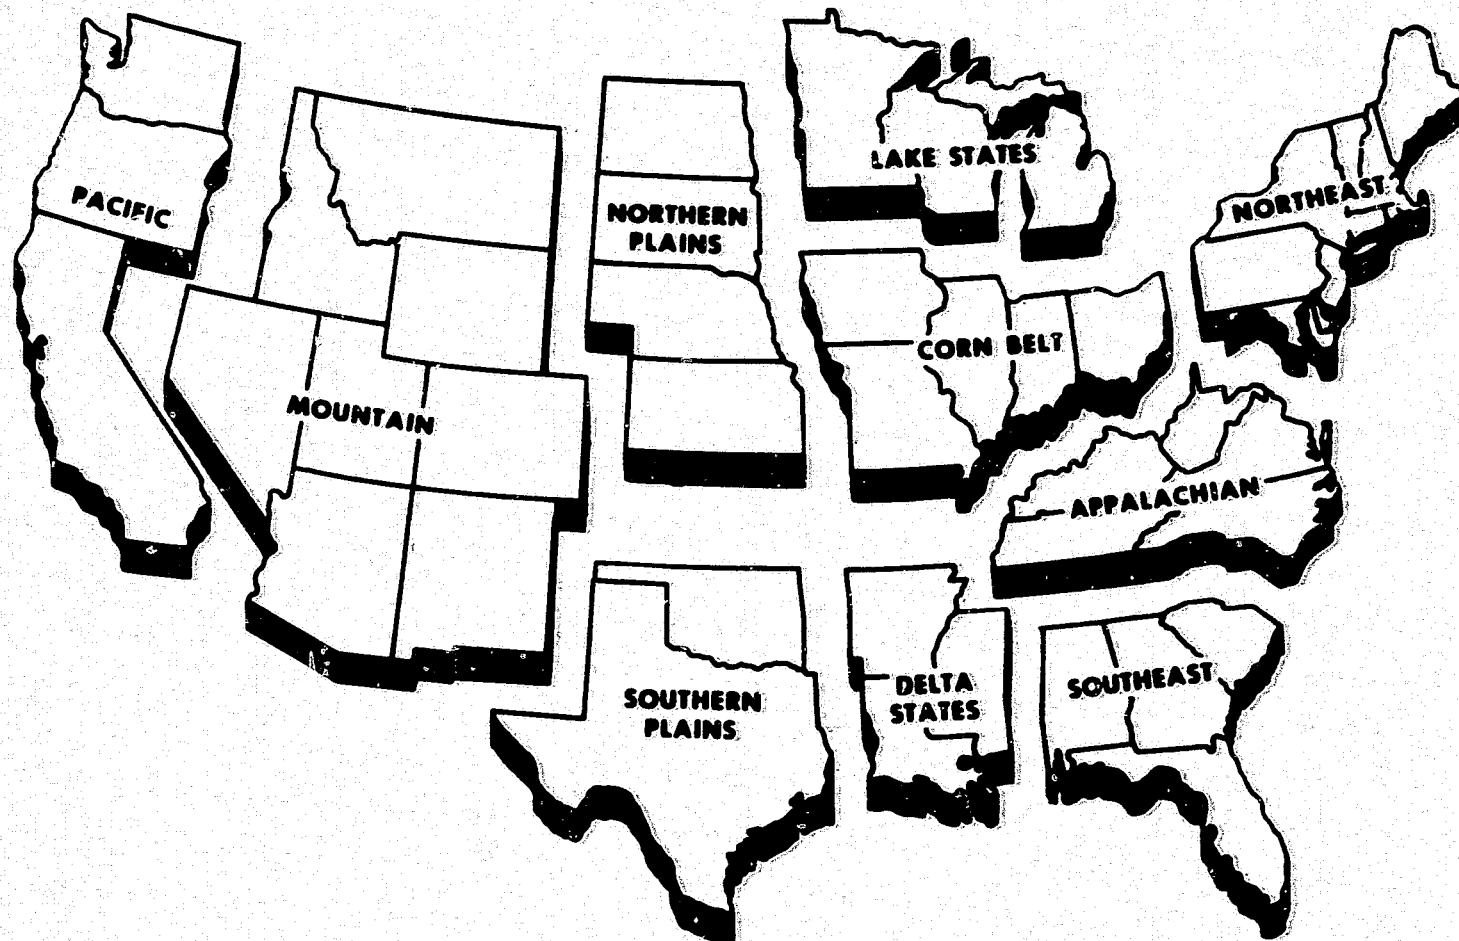 PACIFIC
MOUNTAIN
NORTHERN
PLAINS
LAKE STATES
CORN BELT
NORTHEAST
APPALACHIAN
SOUTHERN
PLAINS
DELTA
STATES
SOUTHEAST